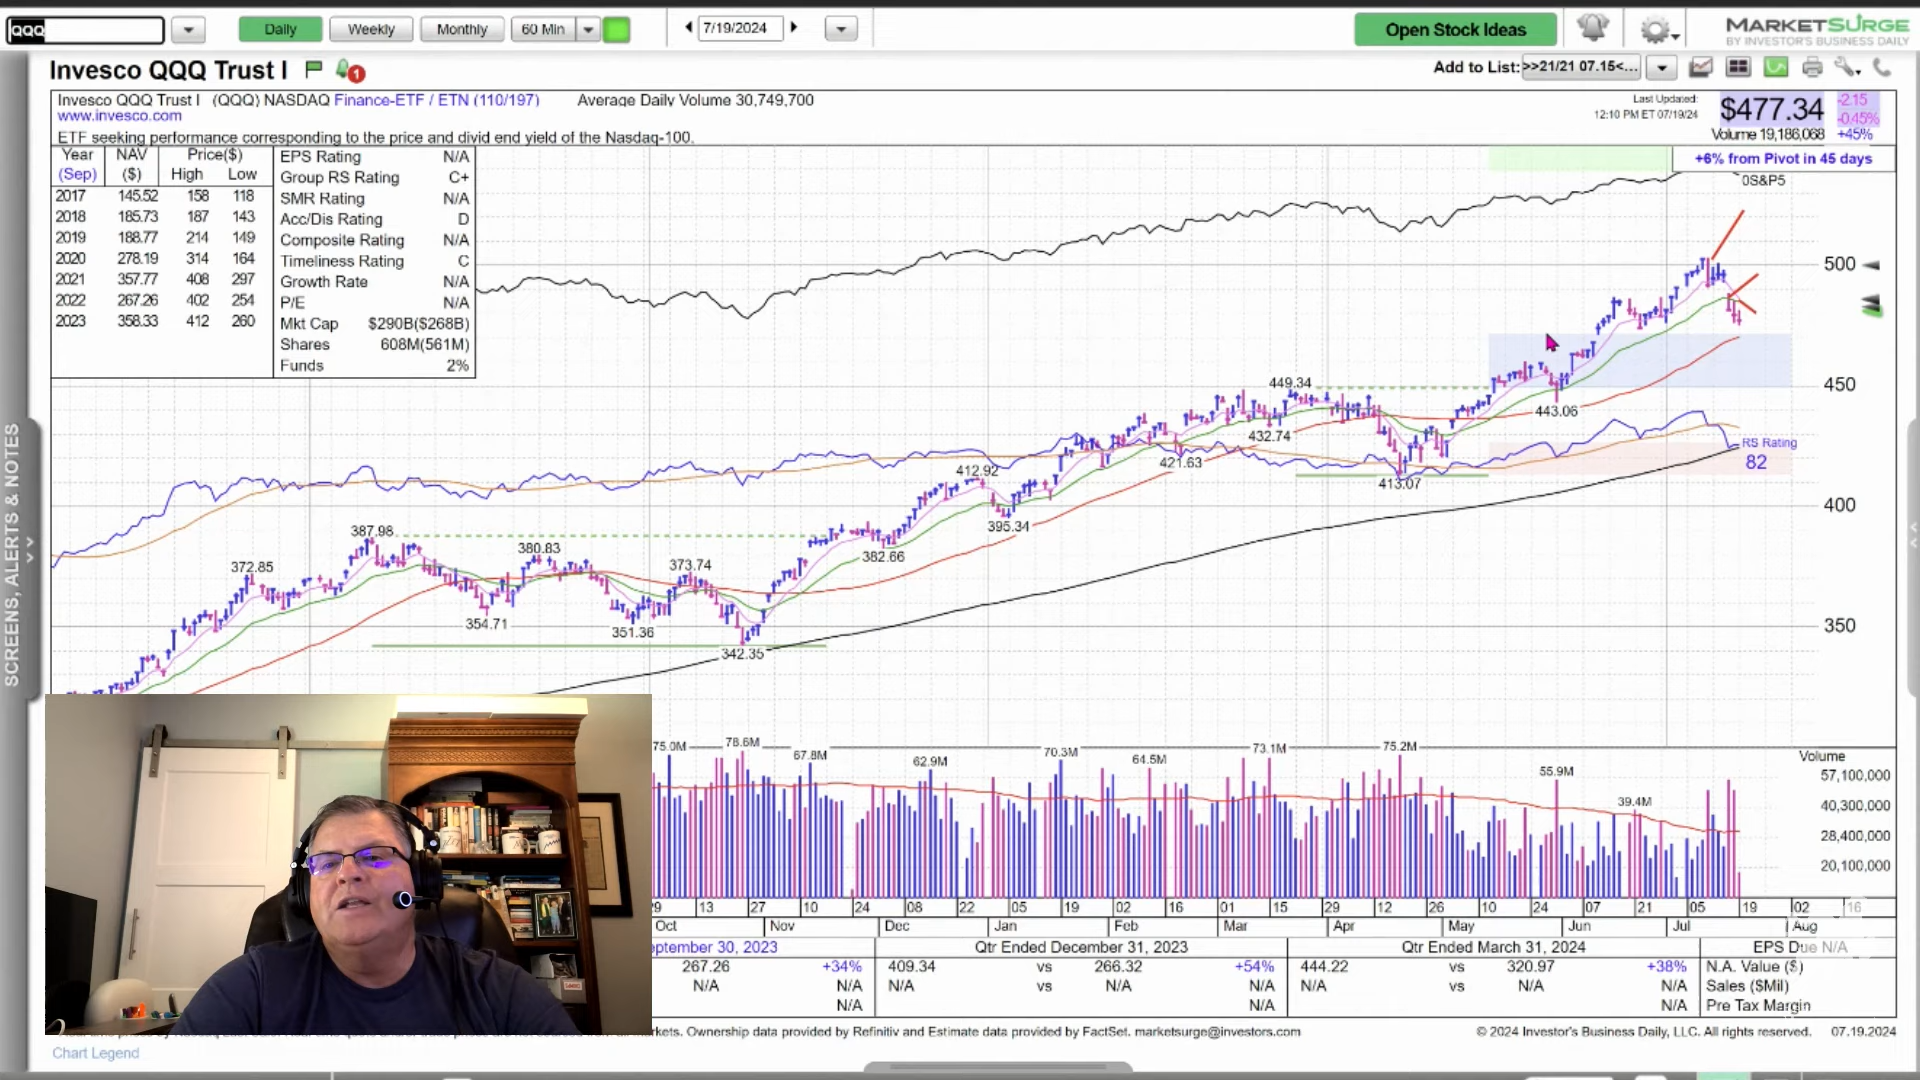 QQQ
Daily
Weekly
Monthly
60 Min
7/19/2024
Open Stock Ideas
MARKETSURGE
BY INVESTOR'S BUSINESS DAILY
Invesco QQQ Trust I
1
Add to List:
>>21/21 07.15<...
Invesco QQQ Trust I (QQQ) NASDAQ Finance-ETF / ETN (110/197) Average Daily Volume 30,749,700
www.invesco.com
ETF seeking performance corresponding to the price and divid end yield of the Nasdaq-100.
Last Updated:
12:10 PM ET 07/19/24
$477.34
-2.15
-0.45%
Volume 19,186,068 +45%
+6% from Pivot in 45 days
0S&P5
Year NAV Price($)
(Sep) ($) High Low
2017 145.52 158 118
2018 185.73 187 143
2019 188.77 214 149
2020 278.19 314 164
2021 357.77 408 297
2022 267.26 402 254
2023 358.33 412 260
EPS Rating N/A
Group RS Rating C+
SMR Rating N/A
Acc/Dis Rating D
Composite Rating N/A
Timeliness Rating C
Growth Rate N/A
P/E N/A
Mkt Cap $290B($268B)
Shares 608M(561M)
Funds 2%
500
450
400
350
449.34
443.06
432.74
421.63
413.07
412.92
395.34
387.98
382.66
380.83
373.74
372.85
354.71
351.36
342.35
RS Rating
82
SCREENS, ALERTS & NOTES
75.0M
78.6M
67.8M
62.9M
70.3M
64.5M
73.1M
75.2M
55.9M
39.4M
Volume
57,100,000
40,300,000
28,400,000
20,100,000
29 13 27 10 24 08 22 05 19 02 16 01 15 29 12 26 10 24 07 21 05 19 02 16
Oct Nov Dec Jan Feb Mar Apr May Jun Jul Aug
eptember 30, 2023 Qtr Ended December 31, 2023 Qtr Ended March 31, 2024 EPS Due N/A
267.26 +34% 409.34 vs 266.32 +54% 444.22 vs 320.97 +38% N.A. Value ($)
N/A N/A N/A vs N/A N/A N/A vs N/A N/A Sales ($Mil)
N/A N/A N/A Pre Tax Margin
Ownership data provided by Refinitiv and Estimate data provided by FactSet. marketsurge@investors.com
© 2024 Investor's Business Daily, LLC. All rights reserved. 07.19.2024
Chart Legend